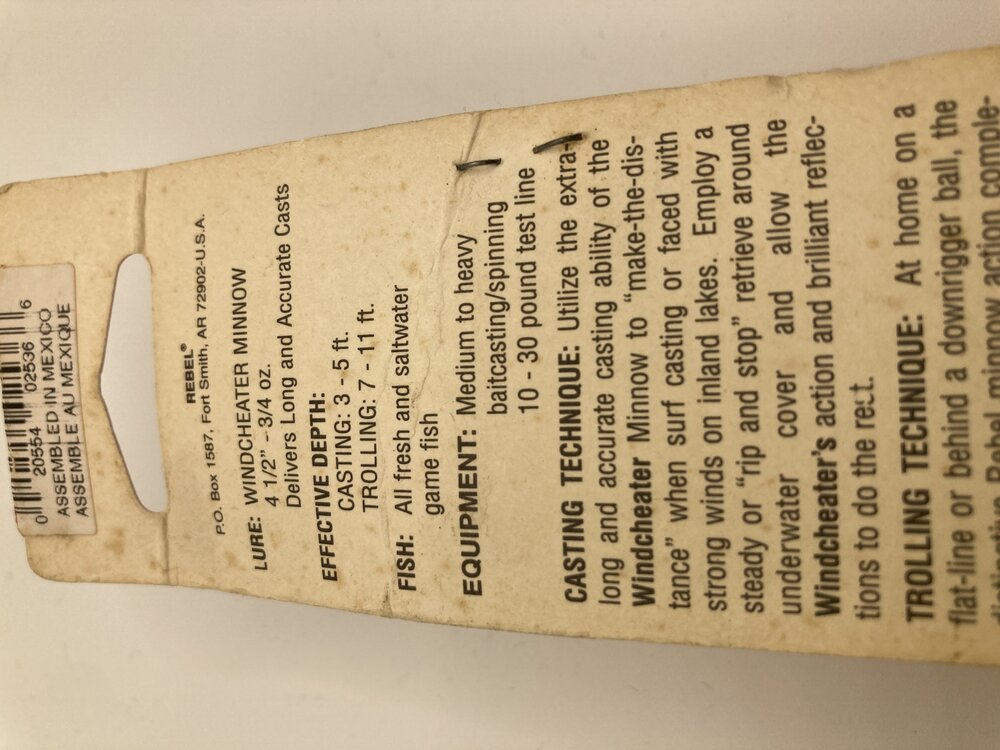 0 20554 02536 6
ASSEMBLED IN MEXICO
ASSEMBLE AU MEXIQUE
REBEL®
P.O. Box 1587, Fort Smith, AR 72902-U.S.A.
LURE: WINDCHEATER MINNOW
4 1/2" - 3/4 oz.
Delivers Long and Accurate Casts
EFFECTIVE DEPTH:
CASTING: 3 - 5 ft.
TROLLING: 7 - 11 ft.
FISH: All fresh and saltwater
game fish
EQUIPMENT: Medium to heavy
baitcasting/spinning
10 - 30 pound test line
CASTING TECHNIQUE: Utilize the extra-
long and accurate casting ability of the
Windcheater Minnow to "make-the-dis-
tance" when surf casting or faced with
strong winds on inland lakes. Employ a
steady or "rip and stop" retrieve around
underwater cover and allow the
Windcheater's action and brilliant reflec-
tions to do the rest.
TROLLING TECHNIQUE: At home on a
flat-line or behind a downrigger ball, the
Rebel minnow action comple-